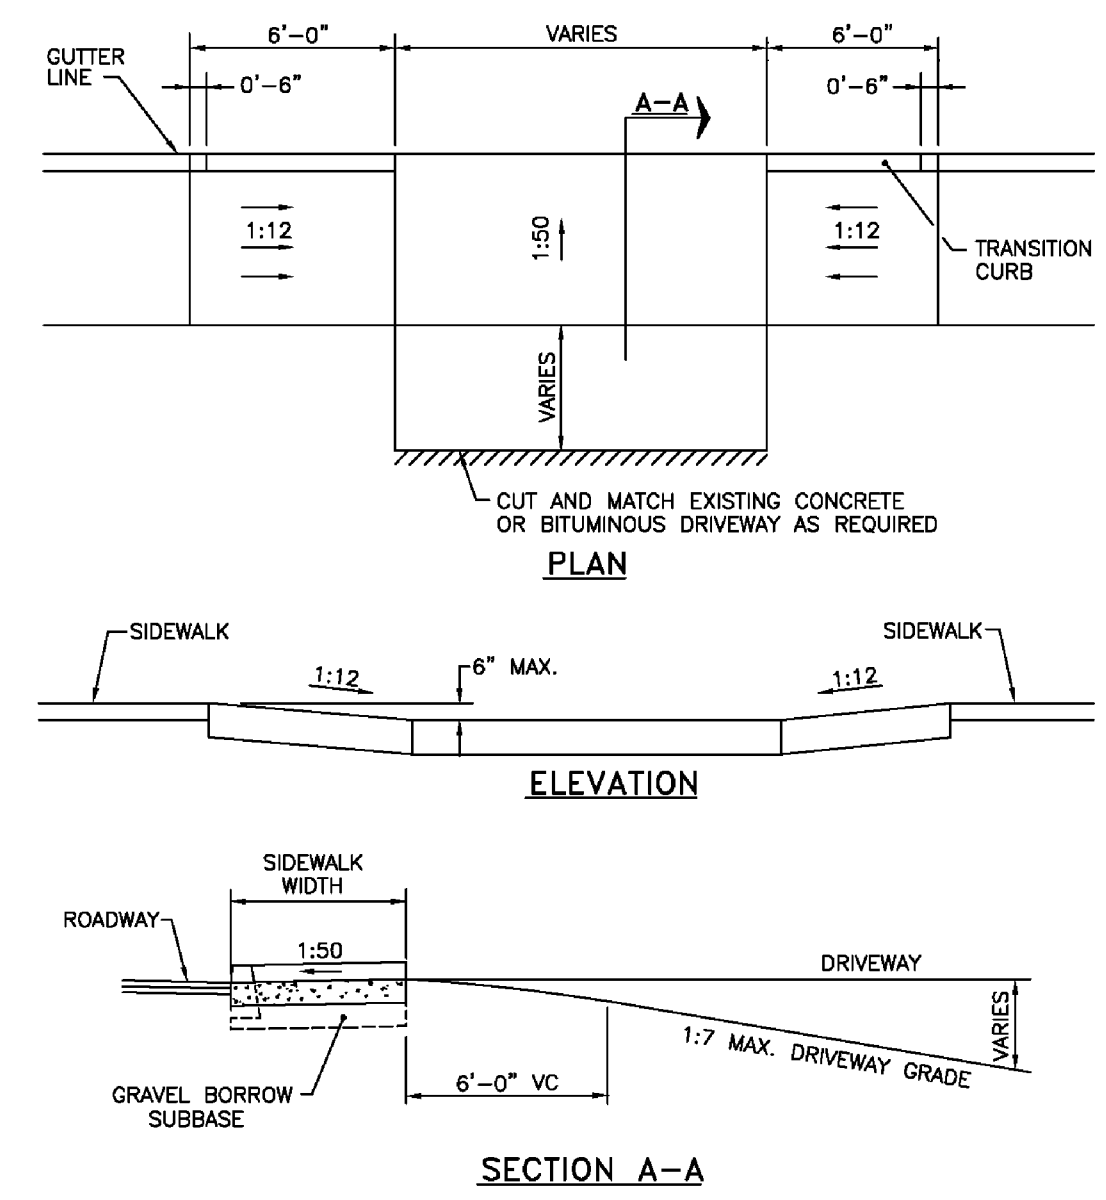 6'-0" VARIES 6'-0"
GUTTER
LINE
0'-6" 0'-6"
A-A
1:12 1:50 1:12
TRANSITION
CURB
VARIES
CUT AND MATCH EXISTING CONCRETE
OR BITUMINOUS DRIVEWAY AS REQUIRED
PLAN
SIDEWALK SIDEWALK
1:12 6" MAX. 1:12
ELEVATION
SIDEWALK
WIDTH
ROADWAY
1:50
DRIVEWAY
VARIES
1:7 MAX. DRIVEWAY GRADE
6'-0" VC
GRAVEL BORROW
SUBBASE
SECTION A-A